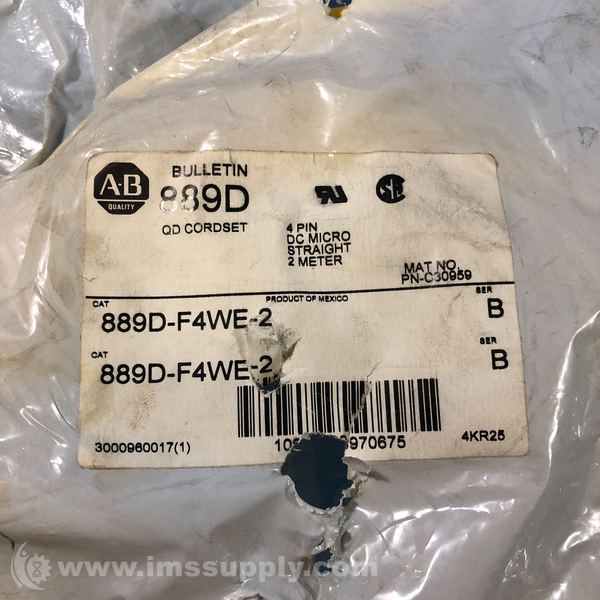 A-B
QUALITY
BULLETIN
889D
QD CORDSET
4 PIN
DC MICRO
STRAIGHT
2 METER
MAT NO.
PN-C30959
PRODUCT OF MEXICO
CAT
889D-F4WE-2
SER
B
CAT
889D-F4WE-2
SER
B
3000960017(1)
4KR25
www.imssupply.com